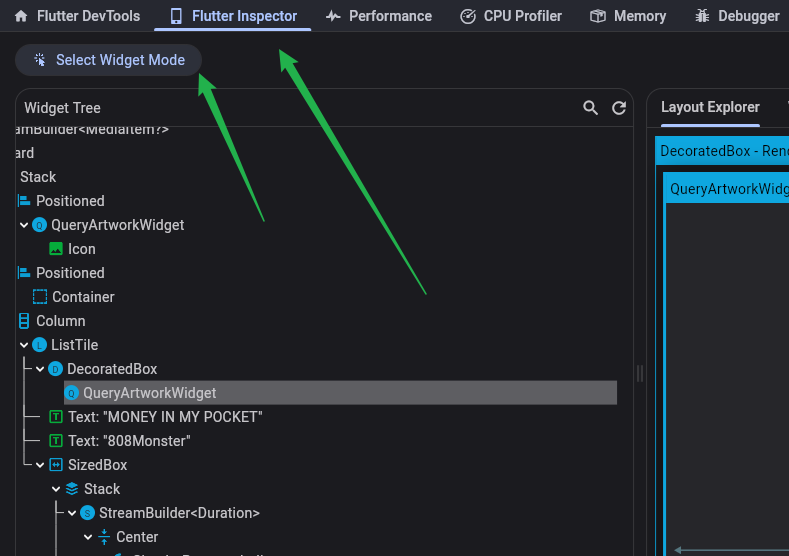 Flutter DevTools Flutter Inspector Performance CPU Profiler Memory Debugger
Select Widget Mode
Widget Tree
Layout Explorer
amBuilder<MediaItem?>
ard
Stack
Positioned
QueryArtworkWidget
Icon
Positioned
Container
Column
ListTile
DecoratedBox
QueryArtworkWidget
Text: "MONEY IN MY POCKET"
Text: "808Monster"
SizedBox
Stack
StreamBuilder<Duration>
Center
DecoratedBox - Rend
QueryArtworkWidg